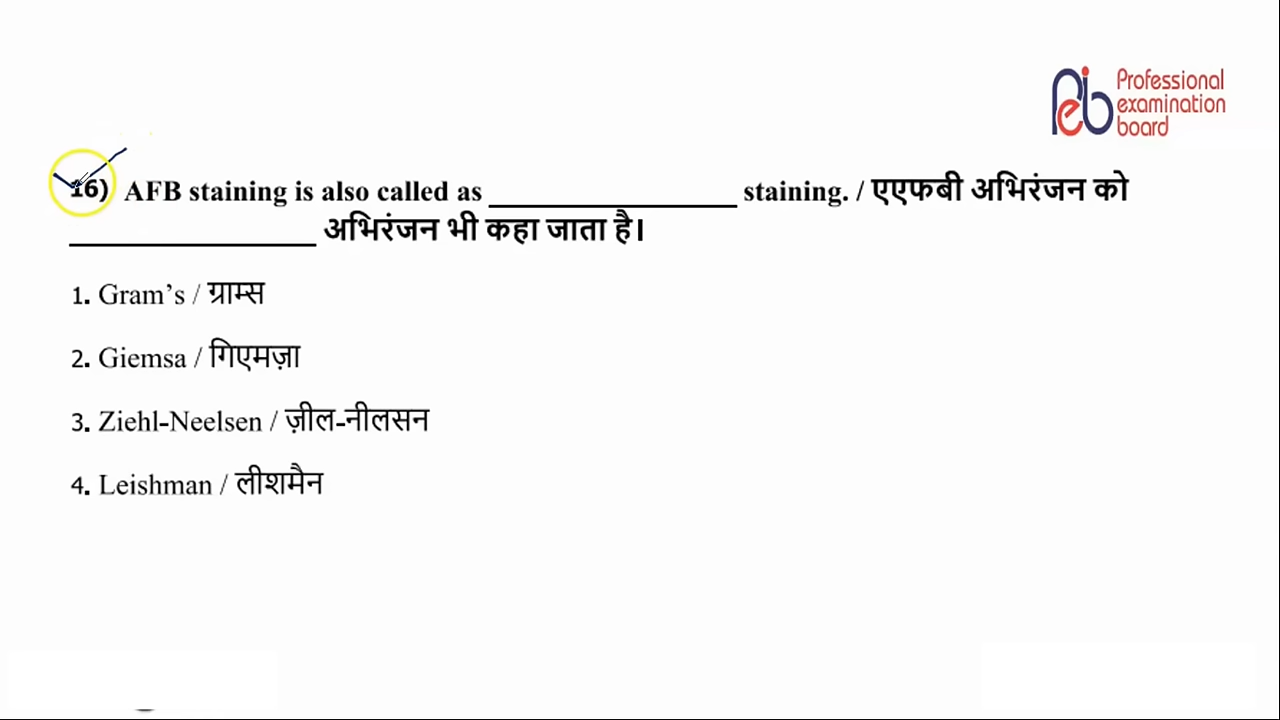 Professional
examination
board
16) AFB staining is also called as ________________ staining. / एएफबी अभिरंजन को
________________ अभिरंजन भी कहा जाता है।
1. Gram’s / ग्राम्स
2. Giemsa / गिएमज़ा
3. Ziehl-Neelsen / ज़ील-नीलसन
4. Leishman / लीशमैन